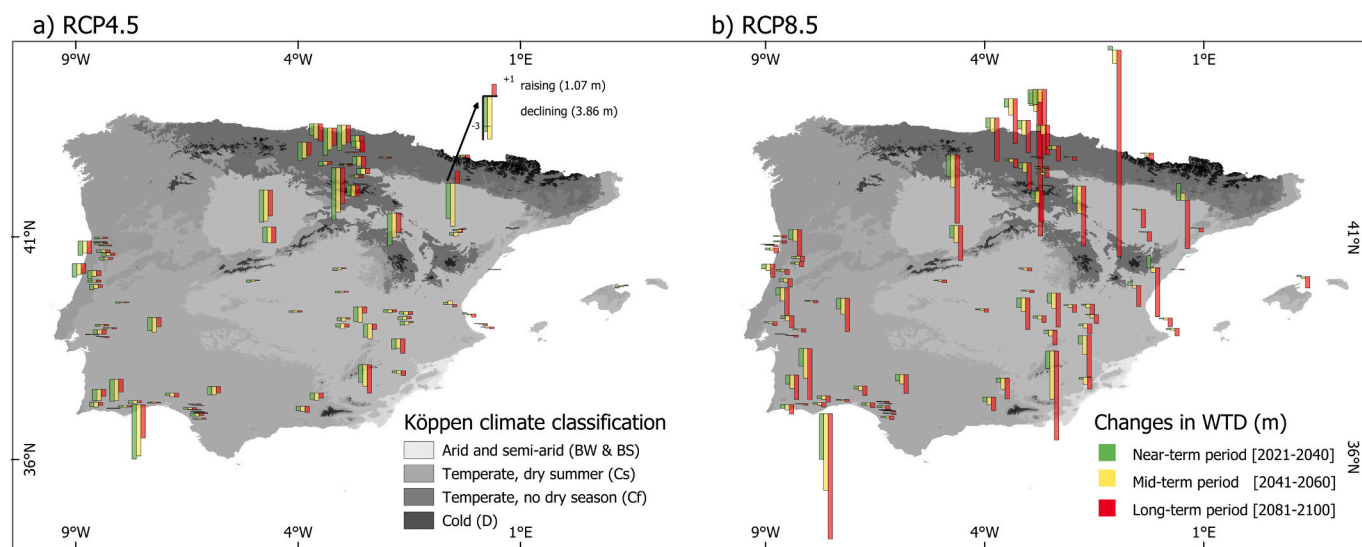 a) RCP4.5
b) RCP8.5
9°W 4°W 1°E
9°W 4°W 1°E
+1 raising (1.07 m)
declining (3.86 m)
-3
41°N
41°N 41°N
36°N
36°N 36°N
Köppen climate classification
Arid and semi-arid (BW & BS)
Temperate, dry summer (Cs)
Temperate, no dry season (Cf)
Cold (D)
Changes in WTD (m)
Near-term period [2021-2040]
Mid-term period [2041-2060]
Long-term period [2081-2100]
9°W 4°W 1°E
9°W 4°W 1°E